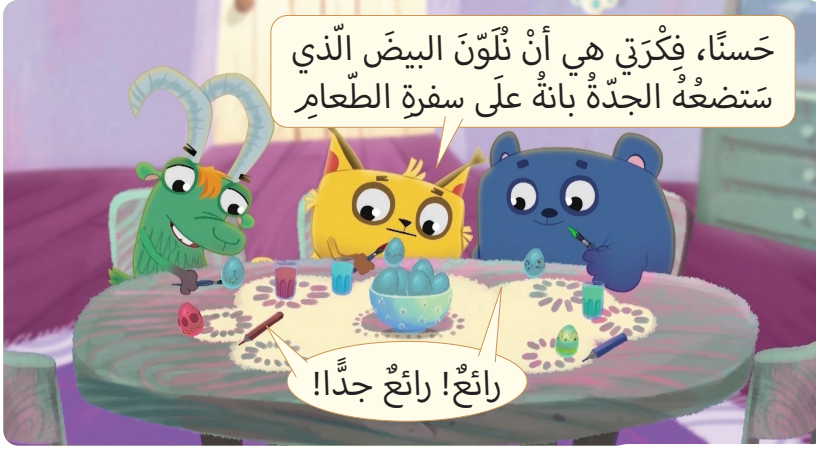 حَسنًا، فِكْرَتي هي أنْ نُلَوّنَ البيضَ الّذي
سَتضعُهُ الجدّةُ بانةُ علَى سفرةِ الطّعامِ
رائعٌ! رائعٌ جدًّا!